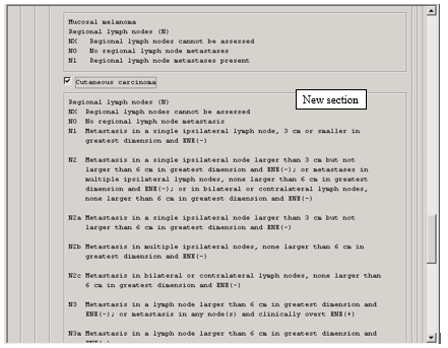 Mucosal melanoma
Regional lymph nodes (N)
NX Regional lymph nodes cannot be assessed
N0 No regional lymph node metastases
N1 Regional lymph node metastases present
Cutaneous carcinoma
New section
Regional lymph nodes (N)
NX Regional lymph nodes cannot be assessed
N0 No regional lymph node metastasis
N1 Metastasis in a single ipsilateral lymph node, 3 cm or smaller in
greatest dimension and ENE(-)
N2 Metastasis in a single ipsilateral node larger than 3 cm but not
larger than 6 cm in greatest dimension and ENE(-); or metastases in
multiple ipsilateral lymph nodes, none larger than 6 cm in greatest
dimension and ENE(-); or in bilateral or contralateral lymph nodes,
none larger than 6 cm in greatest dimension and ENE(-)
N2a Metastasis in a single ipsilateral node larger than 3 cm but not
larger than 6 cm in greatest dimension and ENE(-)
N2b Metastasis in multiple ipsilateral nodes, none larger than 6 cm in
greatest dimension and ENE(-)
N2c Metastasis in bilateral or contralateral lymph nodes, none larger than
6 cm in greatest dimension and ENE(-)
N3 Metastasis in a lymph node larger than 6 cm in greatest dimension and
ENE(-); or metastasis in any node(s) and clinically overt ENE(+)
N3a Metastasis in a lymph node larger than 6 cm in greatest dimension and